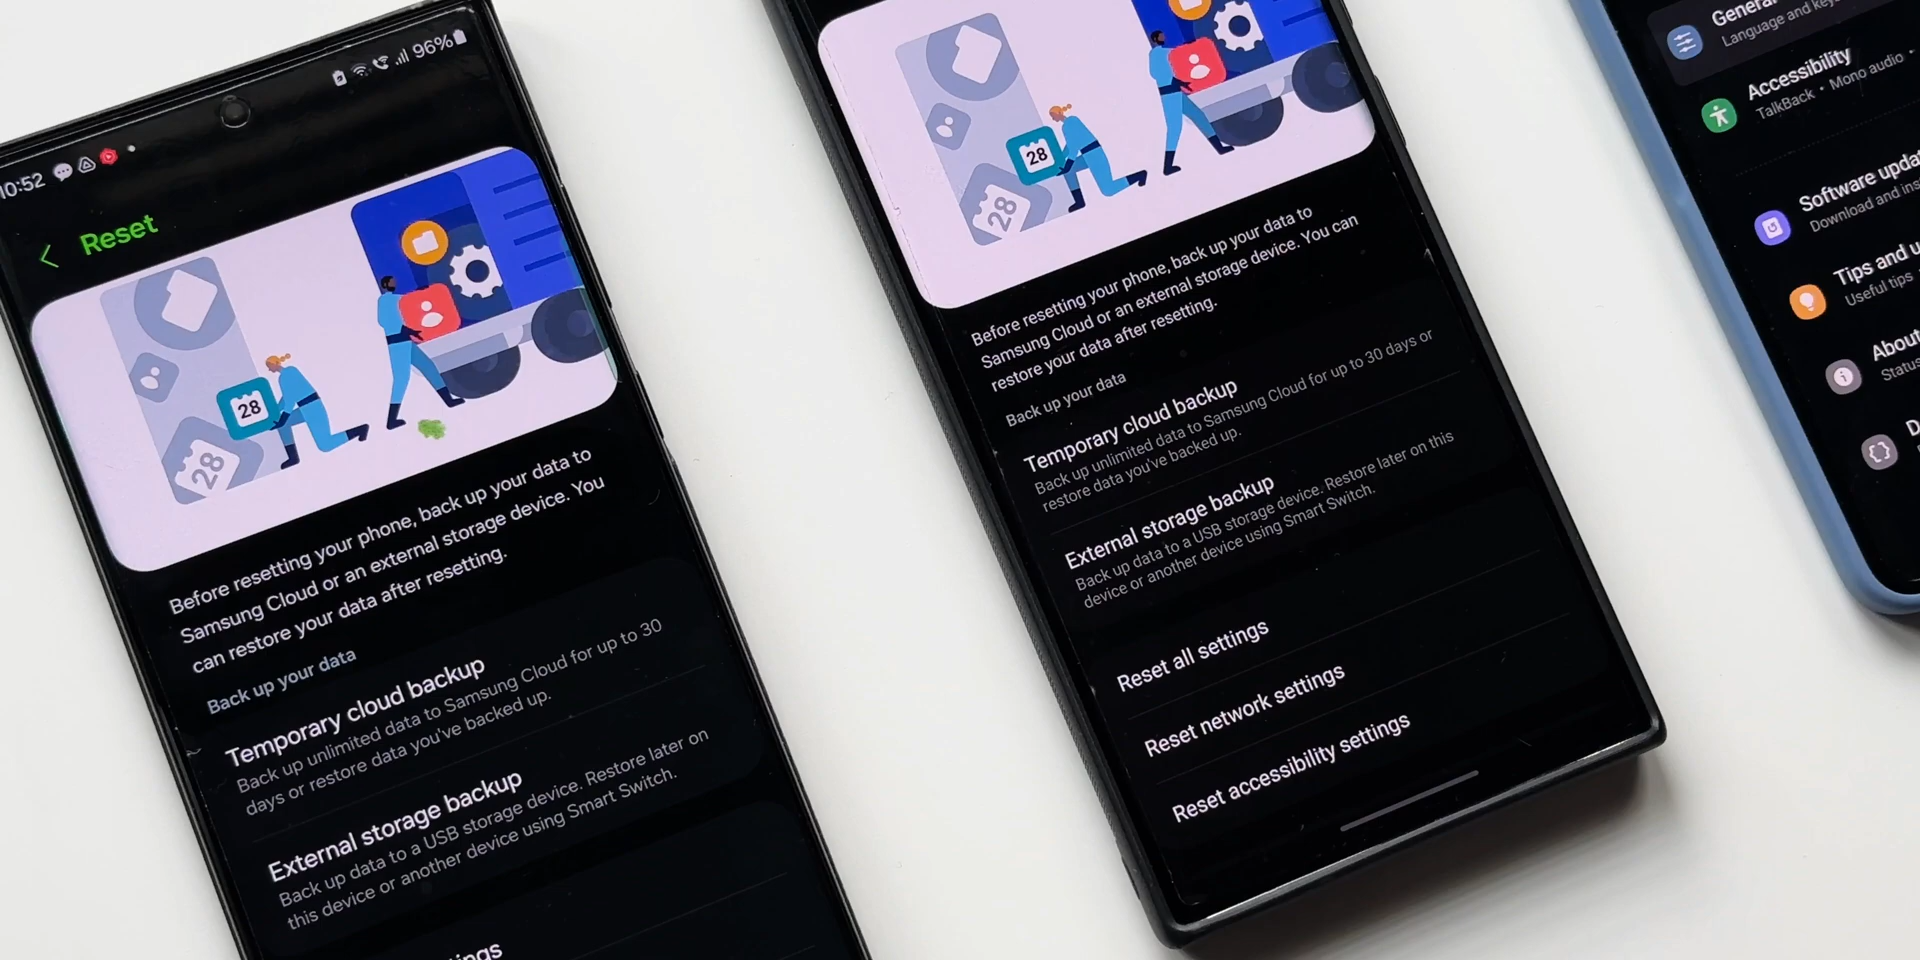 10:52
96%
Reset
28
28
Before resetting your phone, back up your data to
Samsung Cloud or an external storage device. You
can restore your data after resetting.
Back up your data
Temporary cloud backup
Back up unlimited data to Samsung Cloud for up to 30
days or restore data you've backed up.
External storage backup
Back up data to a USB storage device. Restore later on
this device or another device using Smart Switch.
28
28
Before resetting your phone, back up your data to
Samsung Cloud or an external storage device. You can
restore your data after resetting.
Back up your data
Temporary cloud backup
Back up unlimited data to Samsung Cloud for up to 30 days or
restore data you've backed up.
External storage backup
Back up data to a USB storage device. Restore later on this
device or another device using Smart Switch.
Reset all settings
Reset network settings
Reset accessibility settings
General
Language and
Accessibility
TalkBack • Mono audio •
Software
Download and
Tips and
Useful tips
About
Status